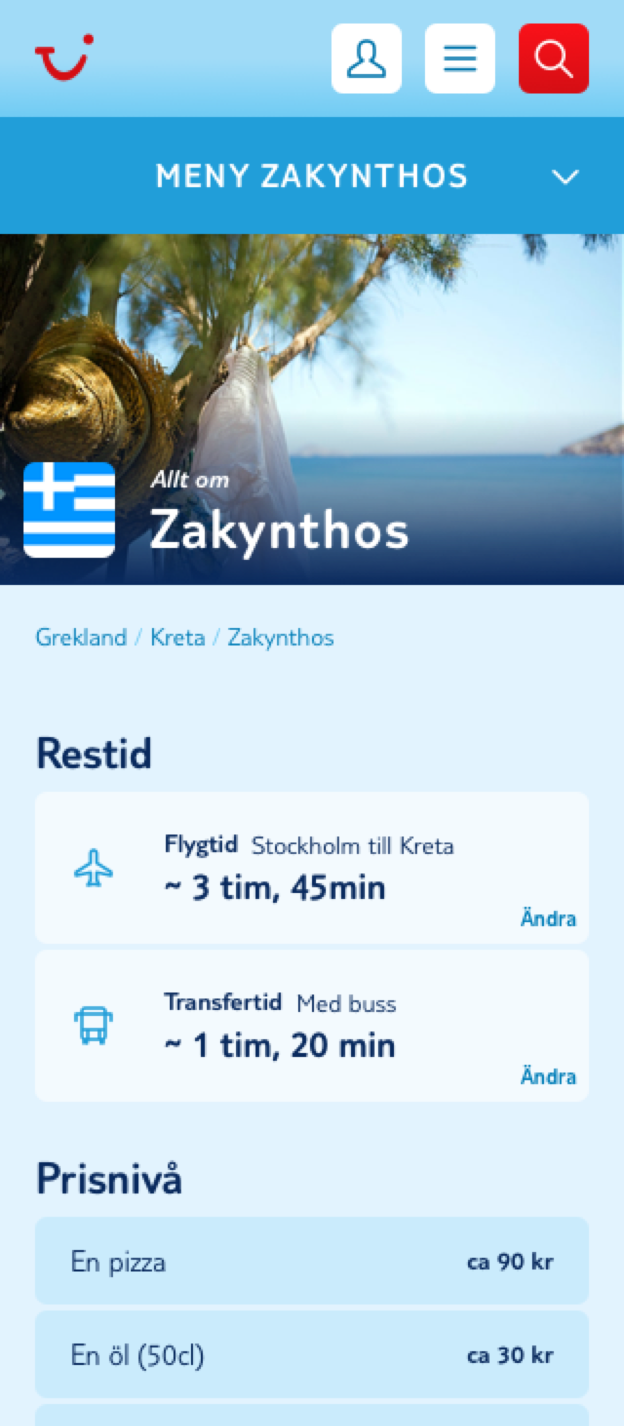 MENY ZAKYNTHOS
Allt om
Zakynthos
Grekland / Kreta / Zakynthos
Restid
Flygtid Stockholm till Kreta
~ 3 tim, 45min
Ändra
Transfertid Med buss
~ 1 tim, 20 min
Ändra
Prisnivå
En pizza ca 90 kr
En öl (50cl) ca 30 kr